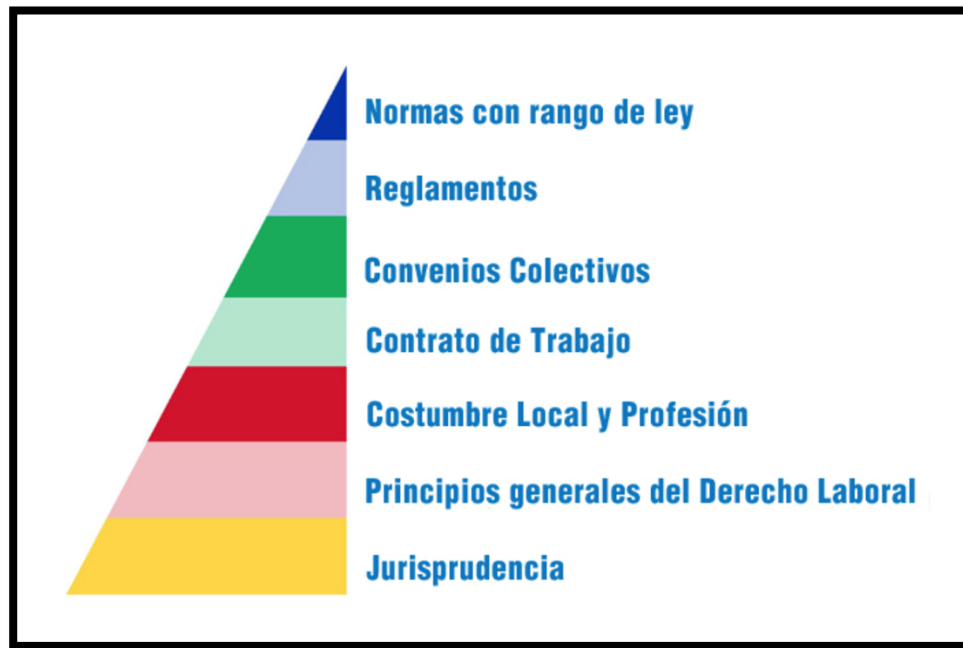 Normas con rango de ley
Reglamentos
Convenios Colectivos
Contrato de Trabajo
Costumbre Local y Profesión
Principios generales del Derecho Laboral
Jurisprudencia